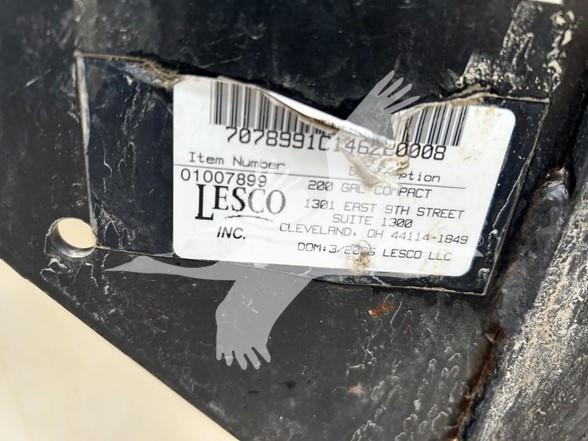 Item Number
01007899
200 GAL COMPACT
LESCO INC.
1301 EAST 9TH STREET
SUITE 1300
CLEVELAND, OH 44114-1849
LESCO LLC